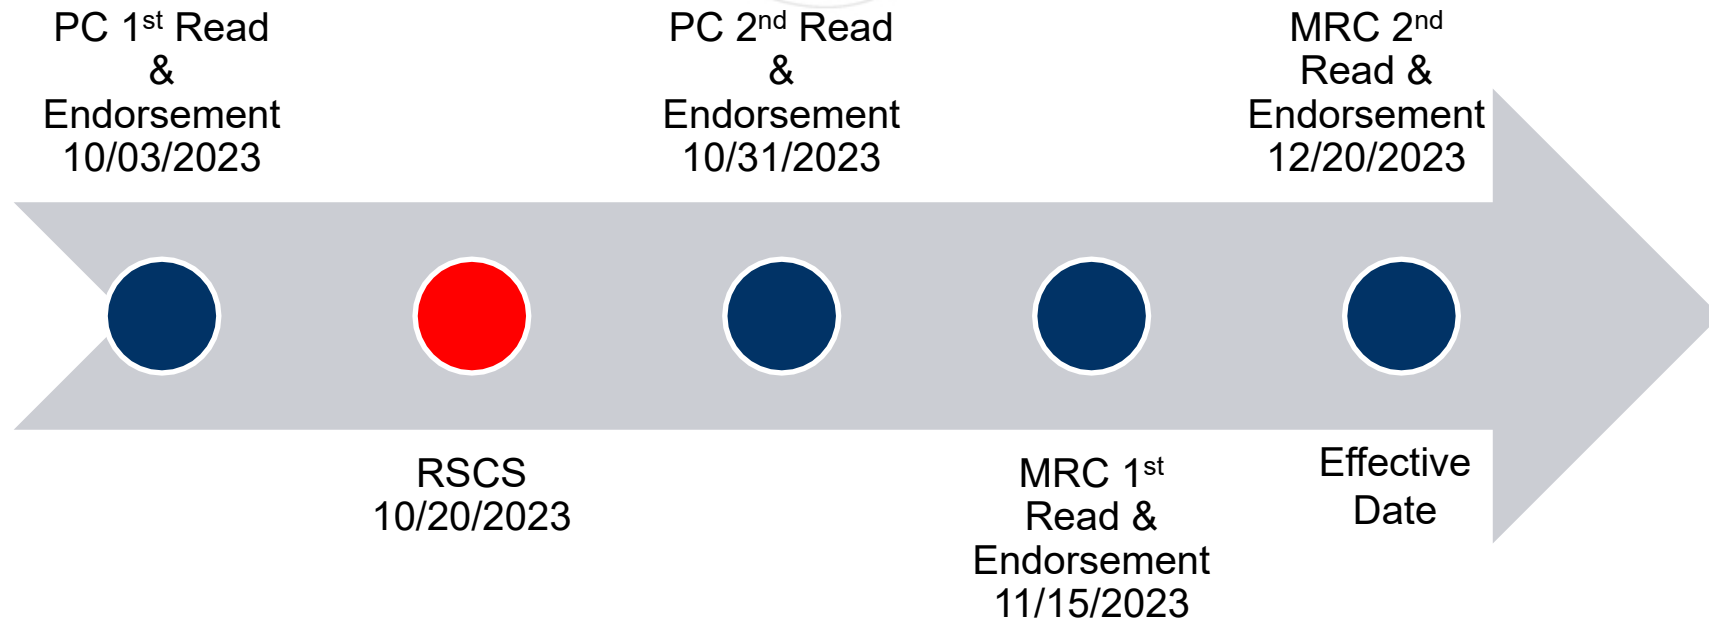 PC 1st Read
&
Endorsement
10/03/2023
RSCS
10/20/2023
PC 2nd Read
&
Endorsement
10/31/2023
MRC 1st
Read &
Endorsement
11/15/2023
MRC 2nd
Read &
Endorsement
12/20/2023
Effective
Date